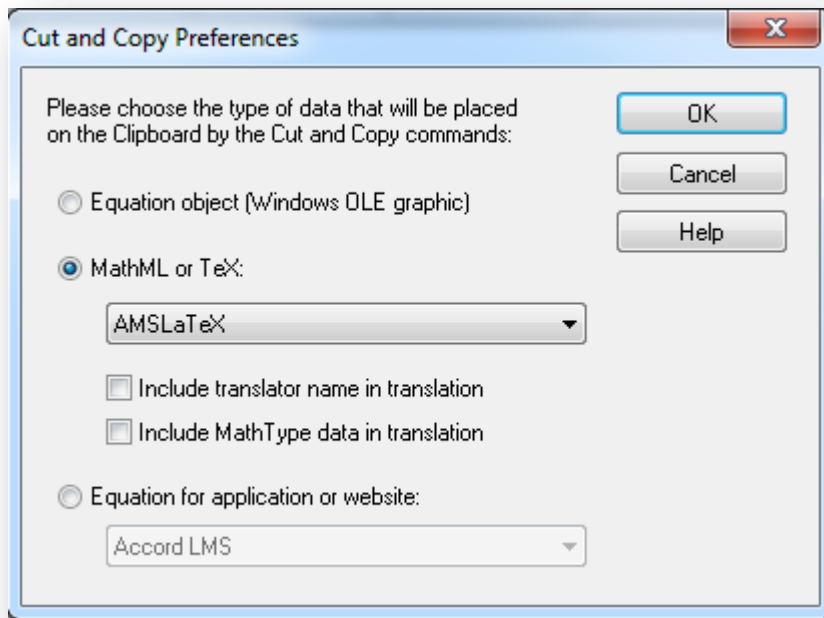 Cut and Copy Preferences
Please choose the type of data that will be placed
on the Clipboard by the Cut and Copy commands:
OK
Cancel
Help
Equation object (Windows OLE graphic)
MathML or TeX:
AMSLaTeX
Include translator name in translation
Include MathType data in translation
Equation for application or website:
Accord LMS